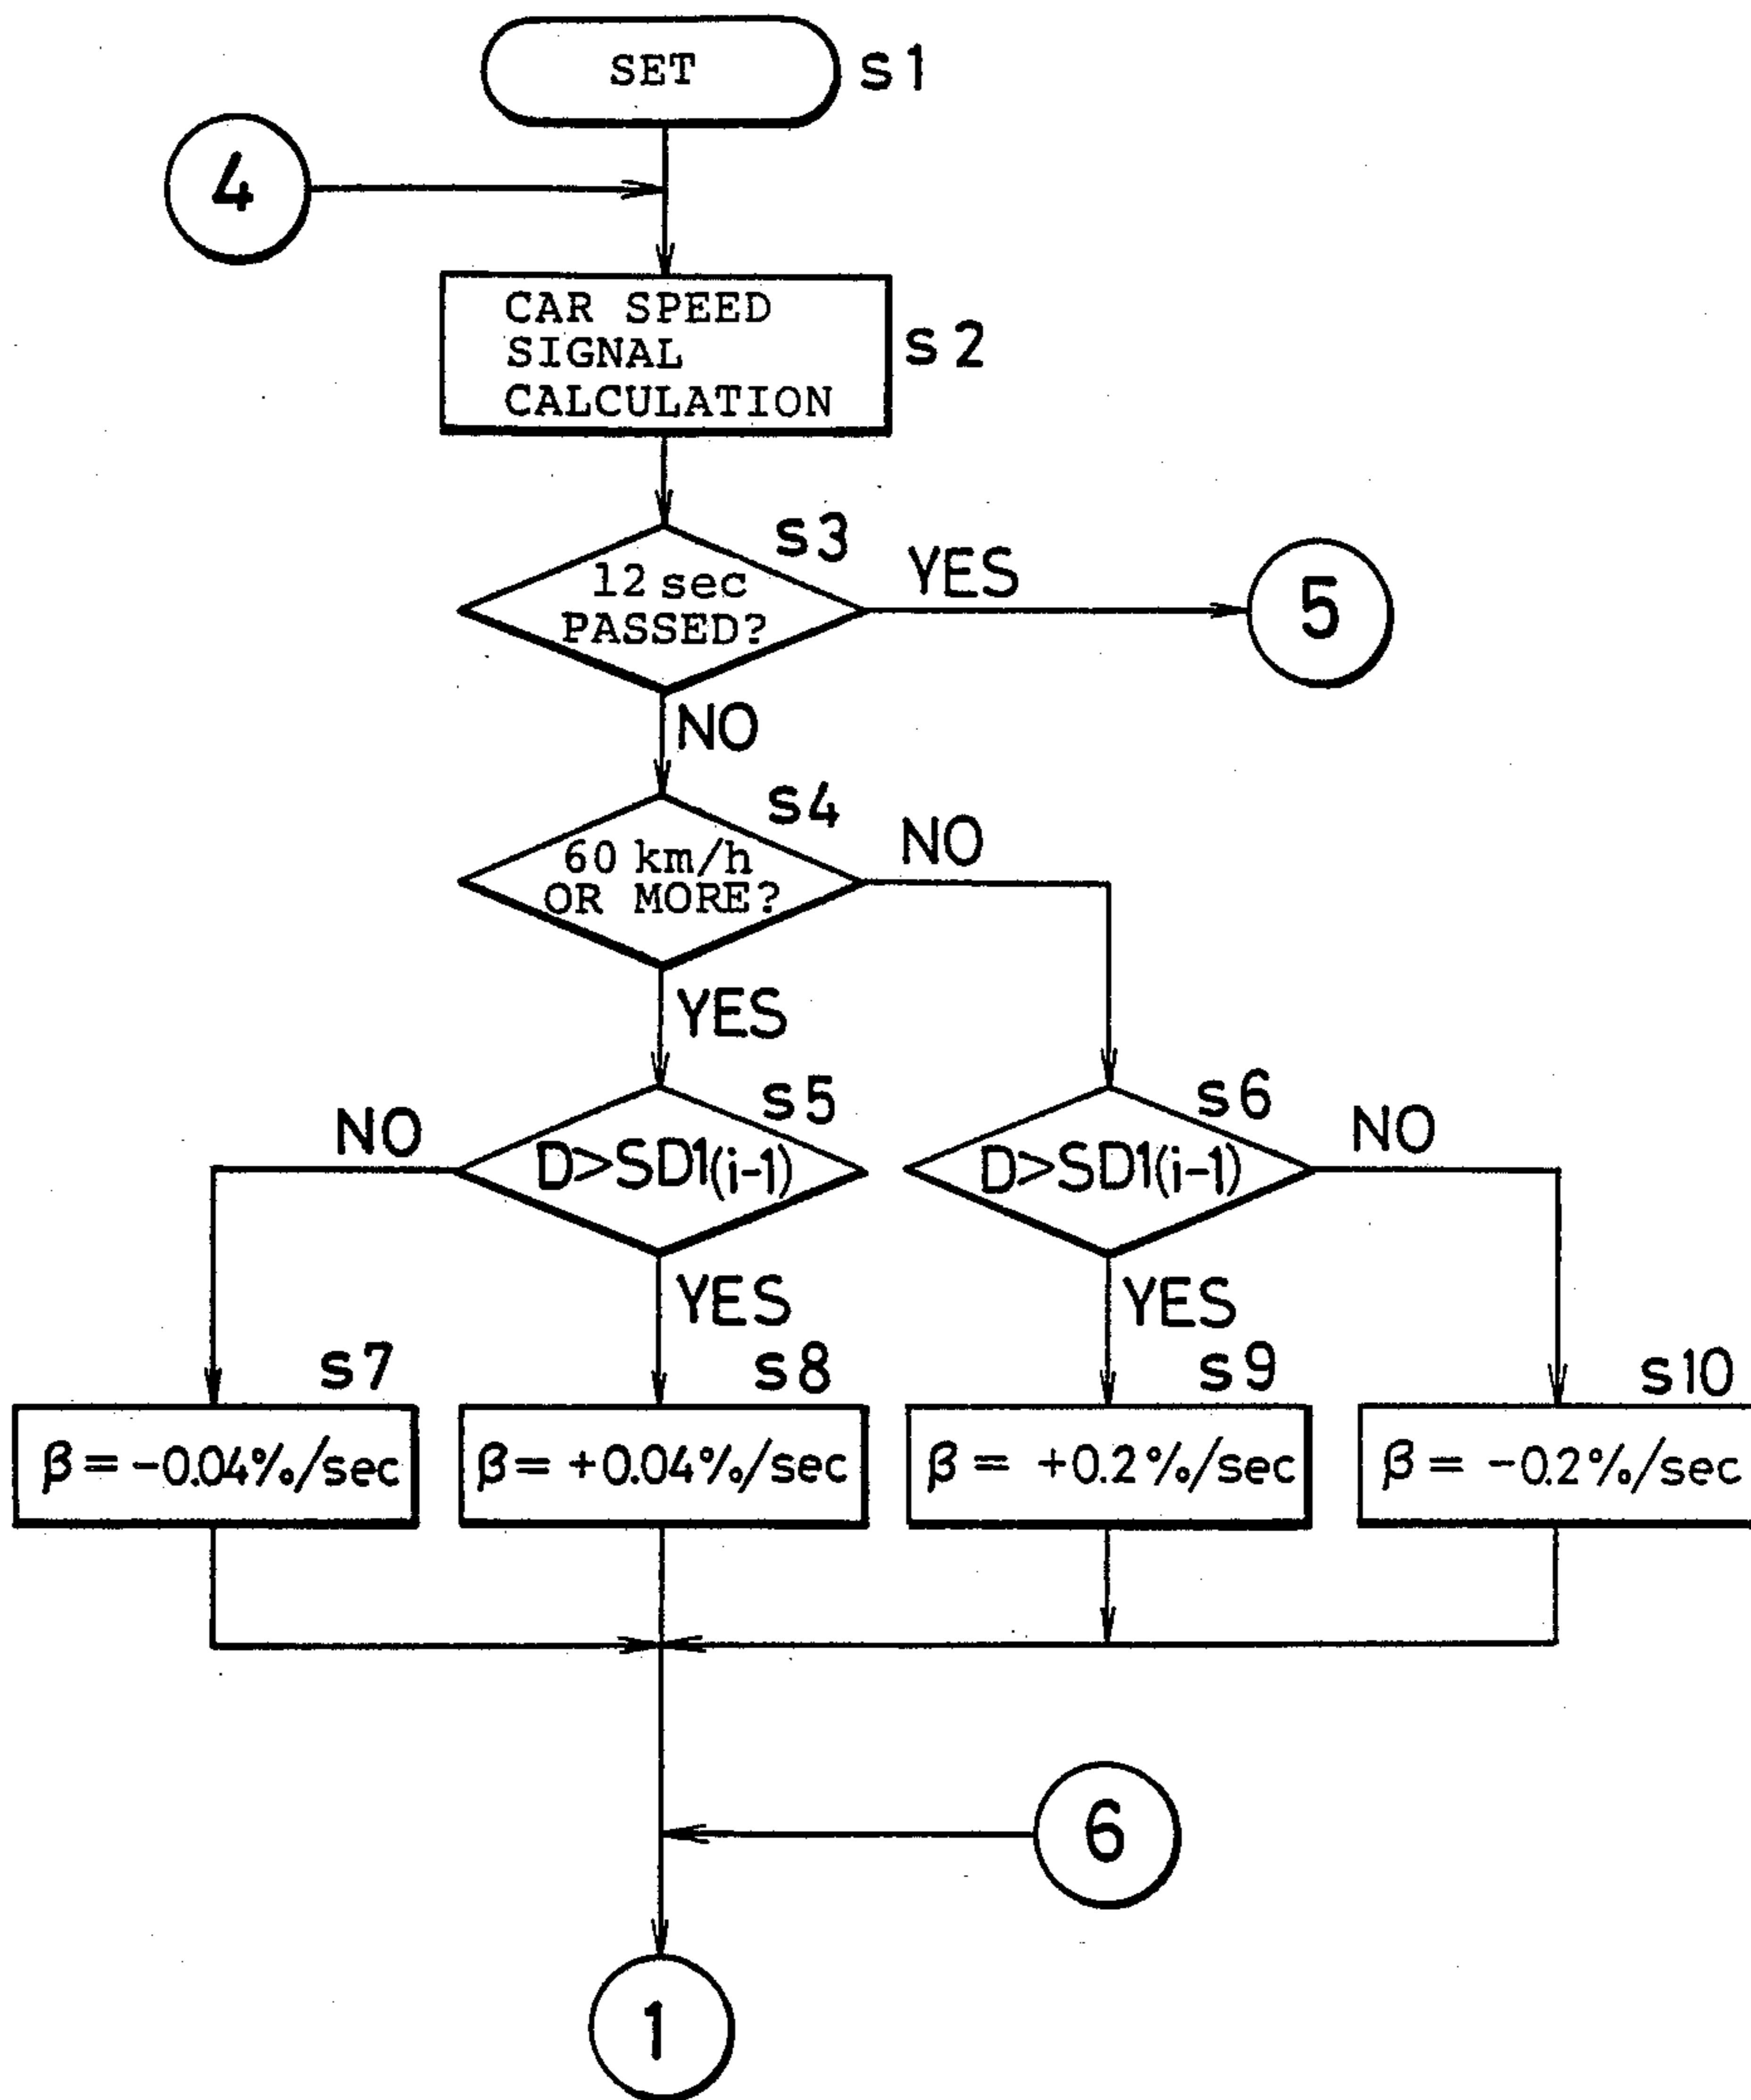 SET
s1
4
CAR SPEED
SIGNAL
CALCULATION
s2
s3
12 sec
PASSED?
YES
5
NO
s4
60 km/h
OR MORE?
NO
YES
s5
D>SD1(i-1)
NO
s6
D>SD1(i-1)
NO
YES
YES
s7
β=-0.04%/sec
s8
β=+0.04%/sec
s9
β= +0.2%/sec
s10
β= -0.2%/sec
6
1